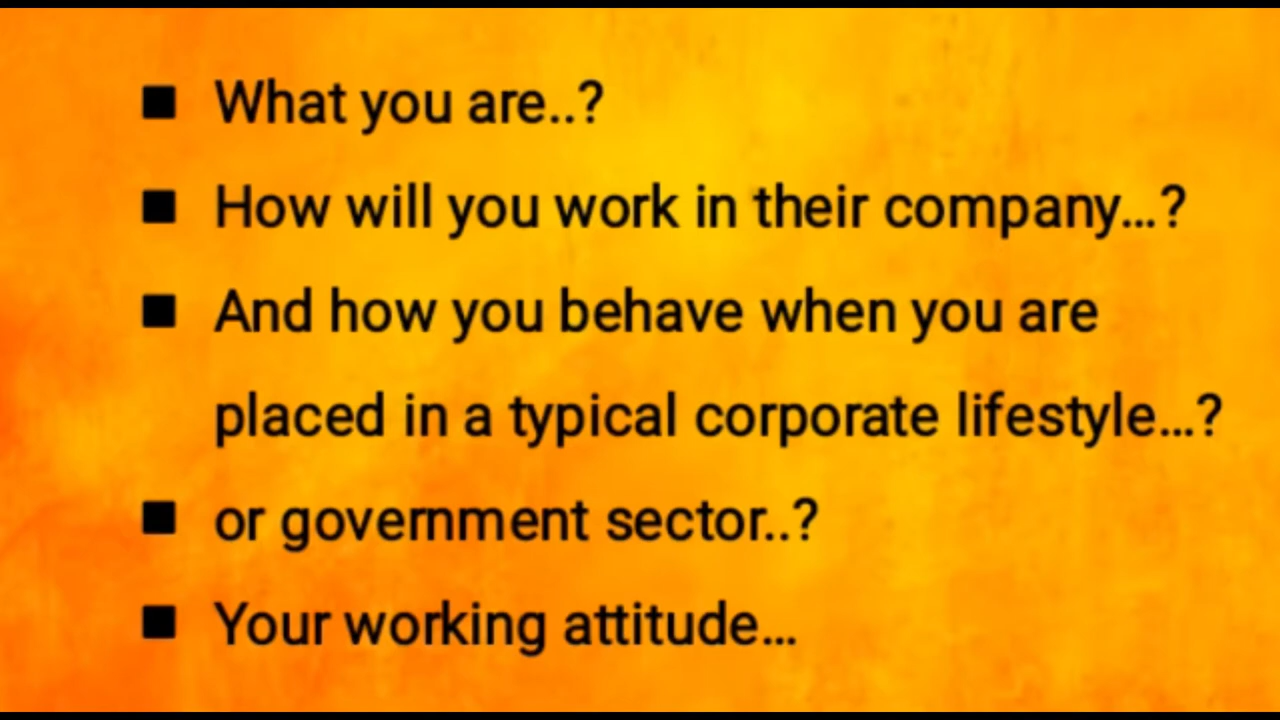 ■ What you are..?
■ How will you work in their company...?
■ And how you behave when you are
placed in a typical corporate lifestyle...?
■ or government sector..?
■ Your working attitude...